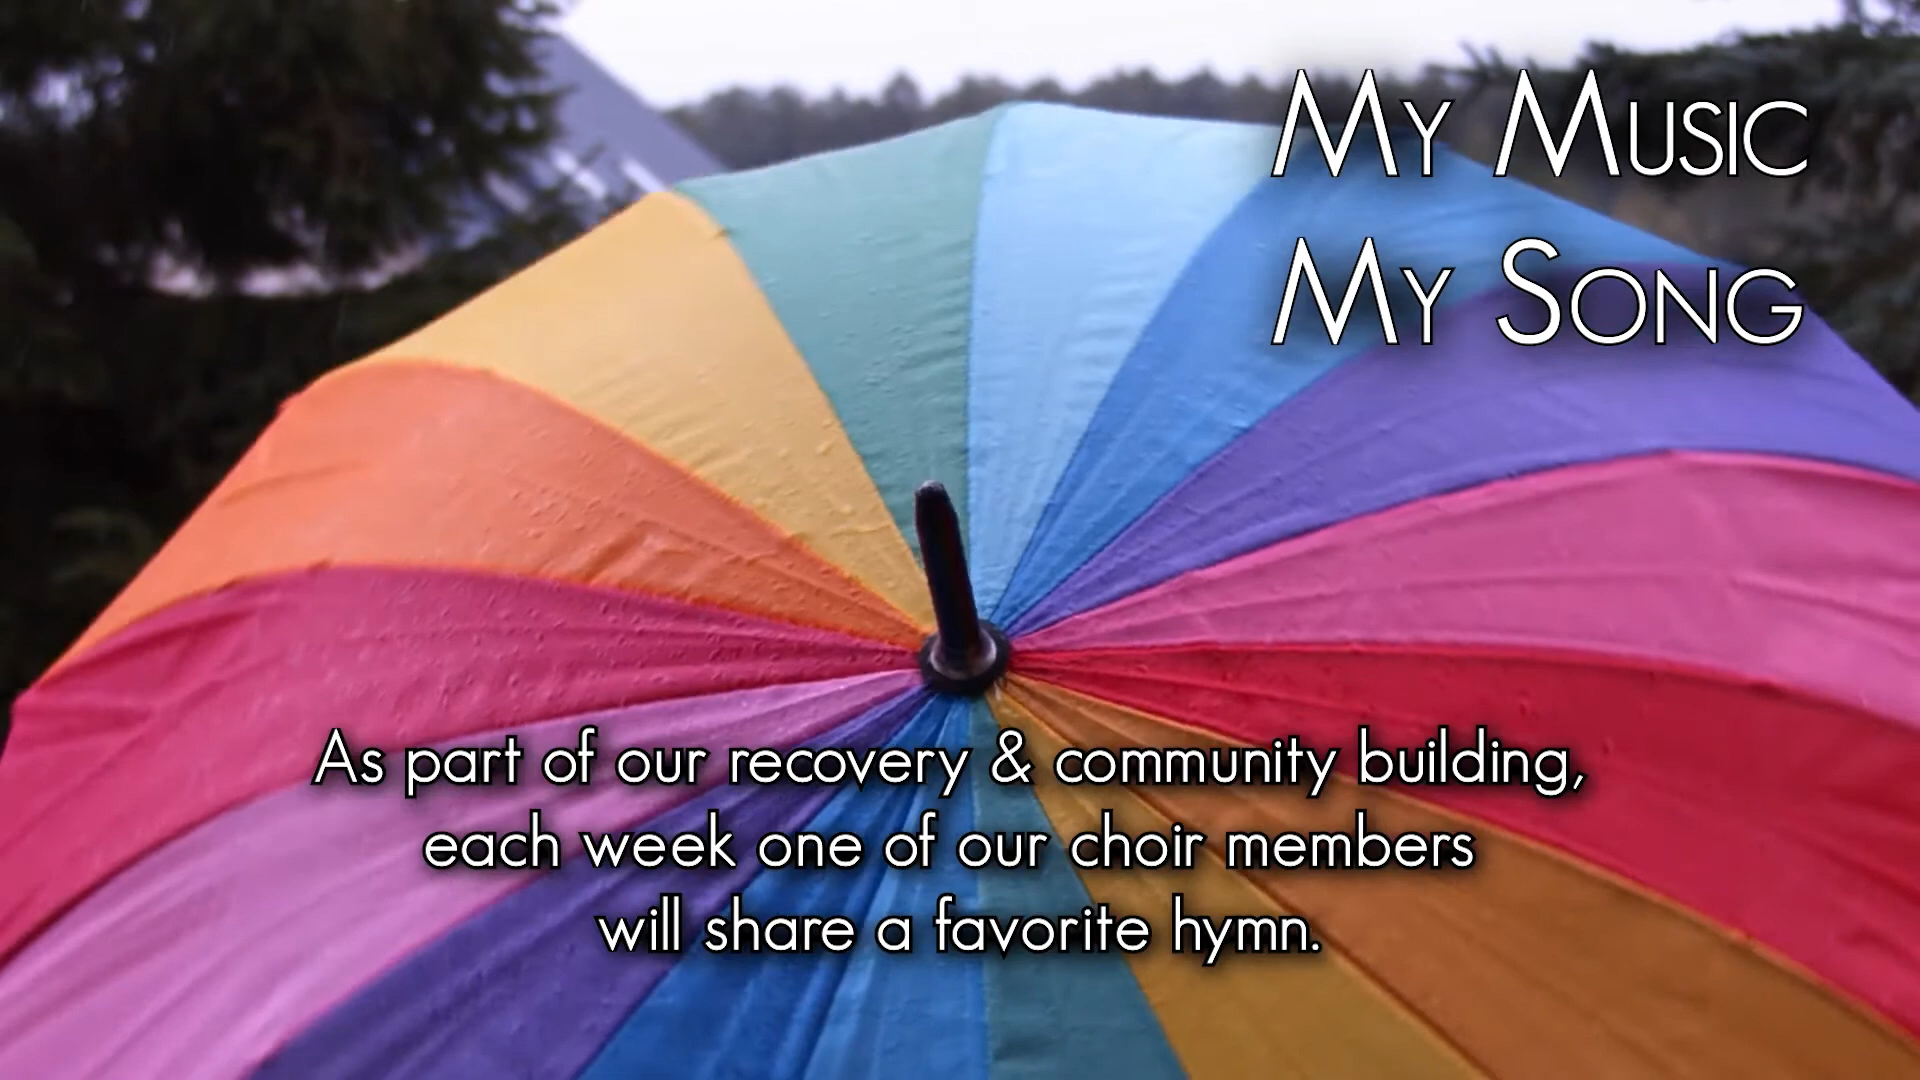 My Music
My Song
As part of our recovery & community building,
each week one of our choir members
will share a favorite hymn.